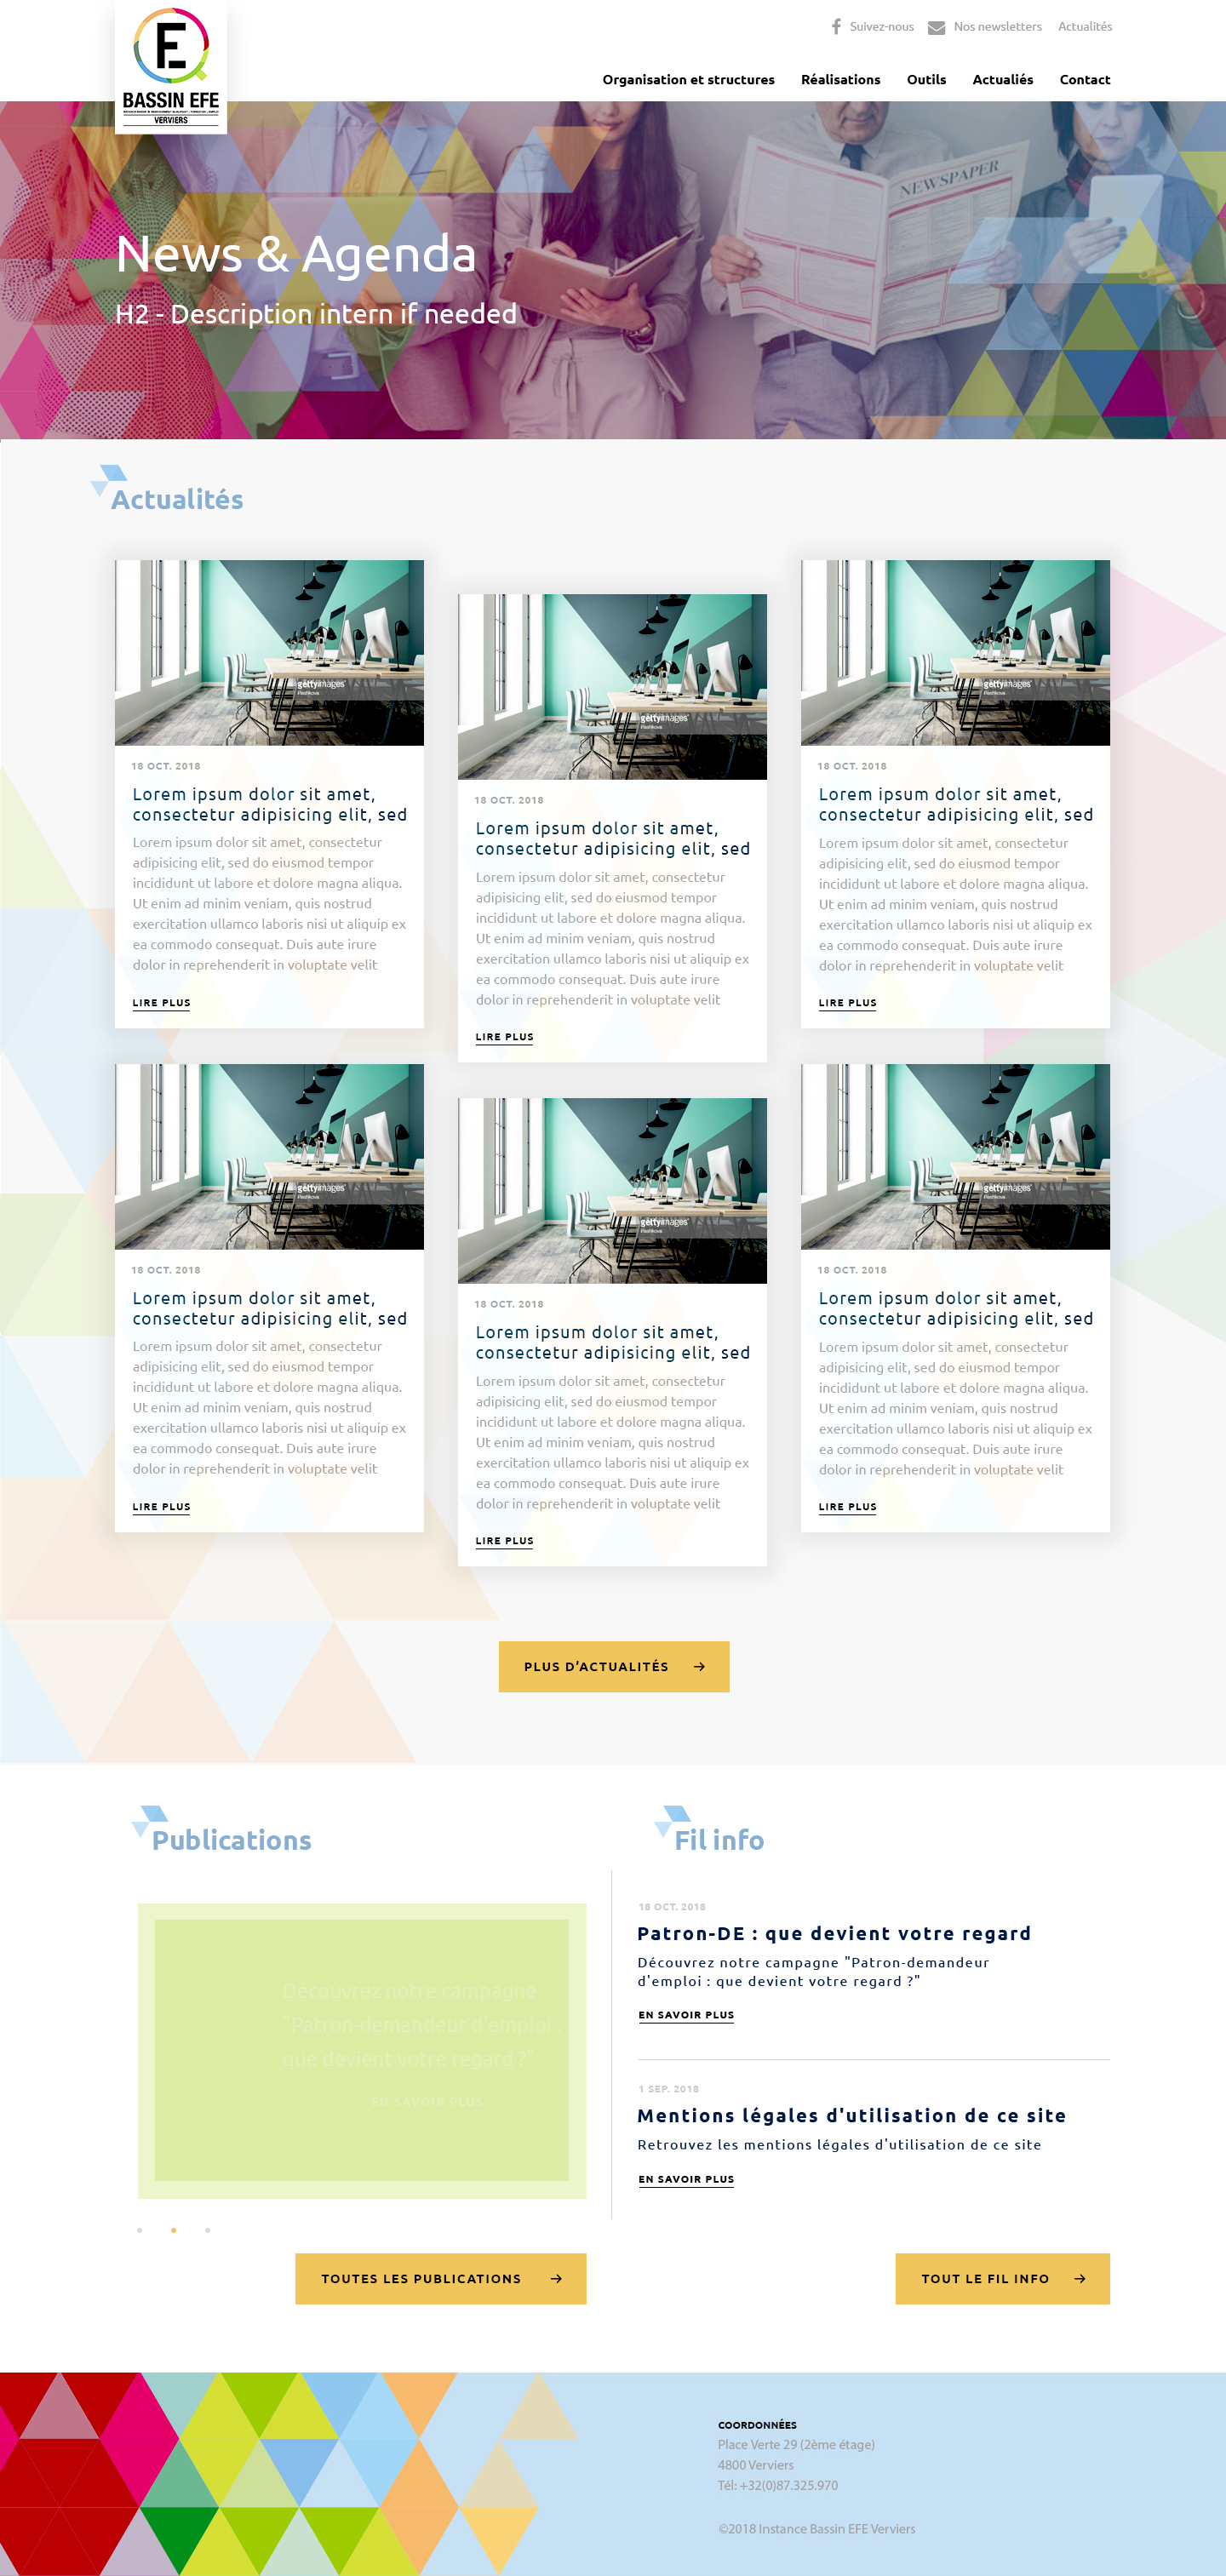 Suivez-nous
Nos newsletters
Actualités
BASSIN EFE
VERVIERS
Organisation et structures
Réalisations
Outils
Actualiés
Contact
NEWSPAPER
News & Agenda
H2 - Description intern if needed
Actualités
gettyimages
18 OCT. 2018
Lorem ipsum dolor sit amet,
consectetur adipisicing elit, sed
Lorem ipsum dolor sit amet, consectetur
adipisicing elit, sed do eiusmod tempor
incididunt ut labore et dolore magna aliqua.
Ut enim ad minim veniam, quis nostrud
exercitation ullamco laboris nisi ut aliquip ex
ea commodo consequat. Duis aute irure
dolor in reprehenderit in voluptate velit
LIRE PLUS
gettyimages
18 OCT. 2018
Lorem ipsum dolor sit amet,
consectetur adipisicing elit, sed
Lorem ipsum dolor sit amet, consectetur
adipisicing elit, sed do eiusmod tempor
incididunt ut labore et dolore magna aliqua.
Ut enim ad minim veniam, quis nostrud
exercitation ullamco laboris nisi ut aliquip ex
ea commodo consequat. Duis aute irure
dolor in reprehenderit in voluptate velit
LIRE PLUS
gettyimages
18 OCT. 2018
Lorem ipsum dolor sit amet,
consectetur adipisicing elit, sed
Lorem ipsum dolor sit amet, consectetur
adipisicing elit, sed do eiusmod tempor
incididunt ut labore et dolore magna aliqua.
Ut enim ad minim veniam, quis nostrud
exercitation ullamco laboris nisi ut aliquip ex
ea commodo consequat. Duis aute irure
dolor in reprehenderit in voluptate velit
LIRE PLUS
gettyimages
18 OCT. 2018
Lorem ipsum dolor sit amet,
consectetur adipisicing elit, sed
Lorem ipsum dolor sit amet, consectetur
adipisicing elit, sed do eiusmod tempor
incididunt ut labore et dolore magna aliqua.
Ut enim ad minim veniam, quis nostrud
exercitation ullamco laboris nisi ut aliquip ex
ea commodo consequat. Duis aute irure
dolor in reprehenderit in voluptate velit
LIRE PLUS
gettyimages
18 OCT. 2018
Lorem ipsum dolor sit amet,
consectetur adipisicing elit, sed
Lorem ipsum dolor sit amet, consectetur
adipisicing elit, sed do eiusmod tempor
incididunt ut labore et dolore magna aliqua.
Ut enim ad minim veniam, quis nostrud
exercitation ullamco laboris nisi ut aliquip ex
ea commodo consequat. Duis aute irure
dolor in reprehenderit in voluptate velit
LIRE PLUS
gettyimages
18 OCT. 2018
Lorem ipsum dolor sit amet,
consectetur adipisicing elit, sed
Lorem ipsum dolor sit amet, consectetur
adipisicing elit, sed do eiusmod tempor
incididunt ut labore et dolore magna aliqua.
Ut enim ad minim veniam, quis nostrud
exercitation ullamco laboris nisi ut aliquip ex
ea commodo consequat. Duis aute irure
dolor in reprehenderit in voluptate velit
LIRE PLUS
PLUS D'ACTUALITÉS
Publications
Découvrez notre campagne
"Patron-demandeur d'emploi :
que devient votre regard ?"
EN SAVOIR PLUS
TOUTES LES PUBLICATIONS
Fil info
18 OCT. 2018
Patron-DE : que devient votre regard
Découvrez notre campagne "Patron-demandeur
d'emploi : que devient votre regard ?"
EN SAVOIR PLUS
1 SEP. 2018
Mentions légales d'utilisation de ce site
Retrouvez les mentions légales d'utilisation de ce site
EN SAVOIR PLUS
TOUT LE FIL INFO
COORDONNÉES
Place Verte 29 (2ème étage)
4800 Verviers
Tél: +32(0)87.325.970
©2018 Instance Bassin EFE Verviers